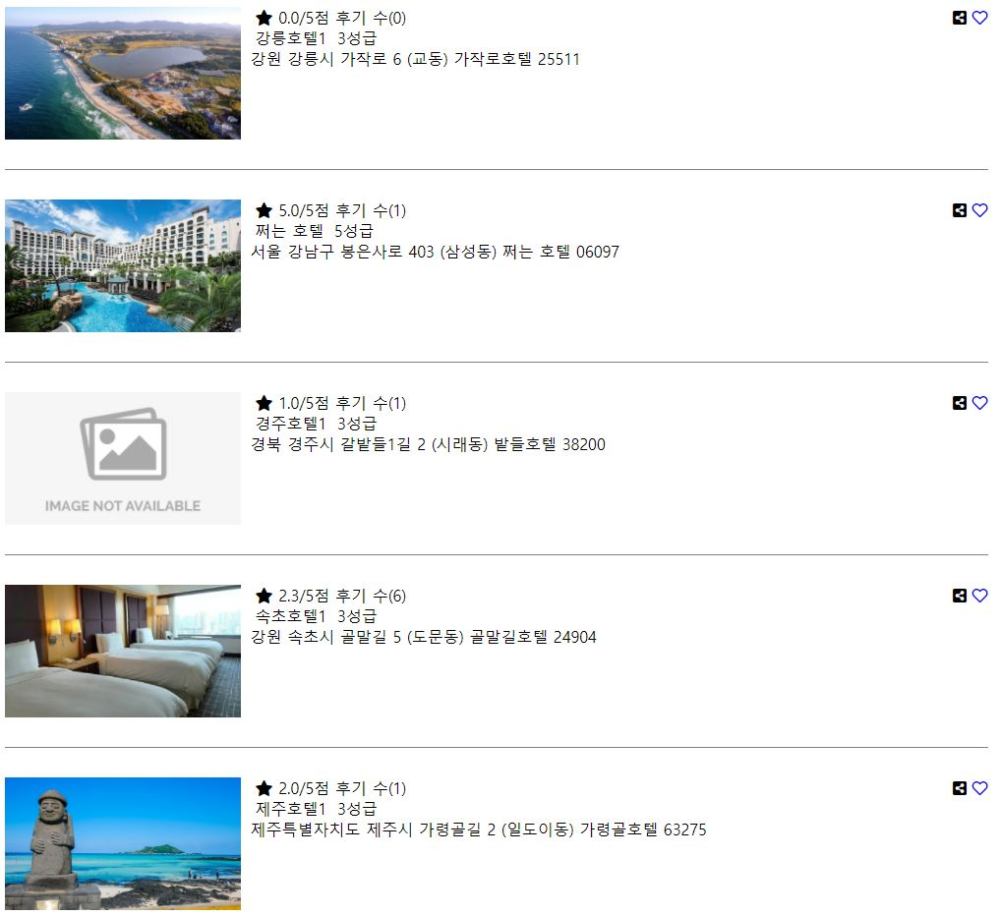 0.0/5점 후기 수(0)
강릉호텔1 3성급
강원 강릉시 가작로 6 (교동) 가작로호텔 25511
5.0/5점 후기 수(1)
쩌는 호텔 5성급
서울 강남구 봉은사로 403 (삼성동) 쩌는 호텔 06097
1.0/5점 후기 수(1)
경주호텔1 3성급
경북 경주시 갈밭들1길 2 (시래동) 밭들호텔 38200
IMAGE NOT AVAILABLE
2.3/5점 후기 수(6)
속초호텔1 3성급
강원 속초시 골말길 5 (도문동) 골말길호텔 24904
2.0/5점 후기 수(1)
제주호텔1 3성급
제주특별자치도 제주시 가령골길 2 (일도이동) 가령골호텔 63275